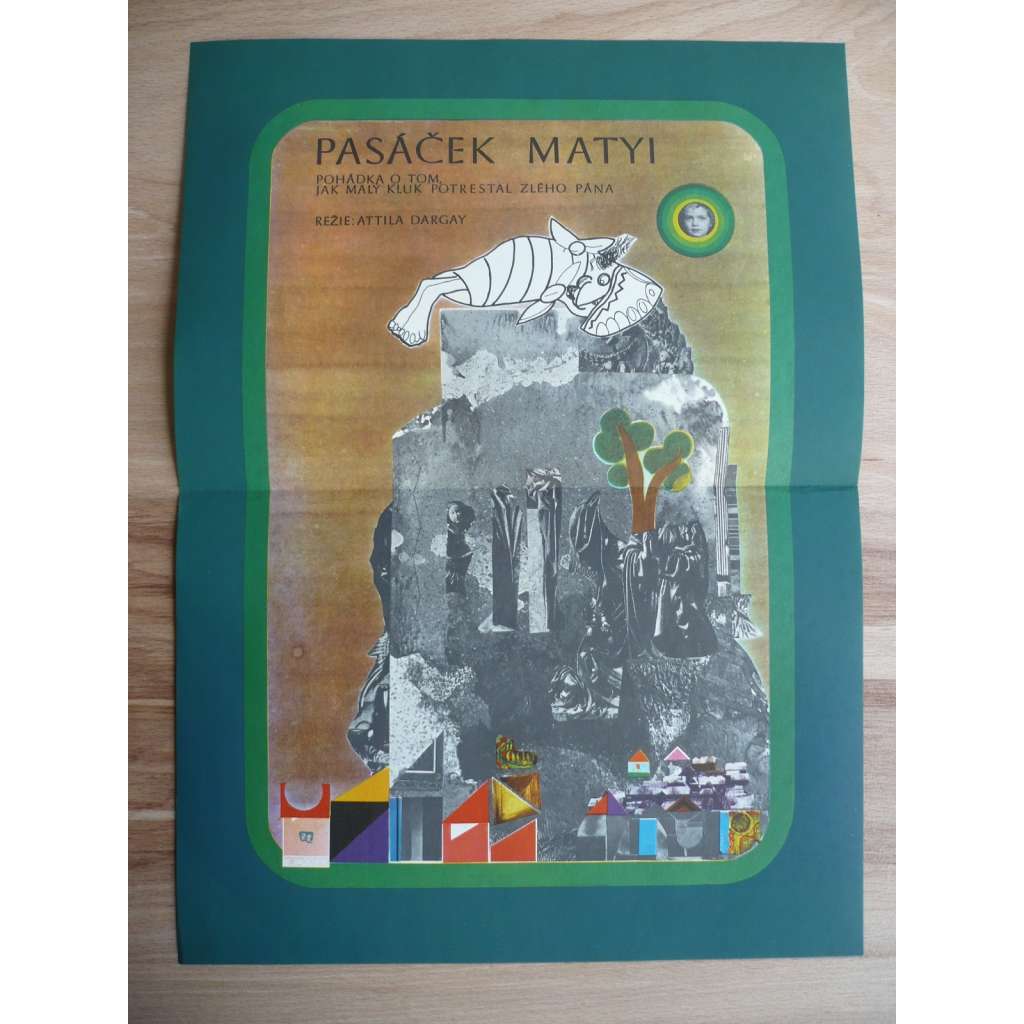 PASÁČEK MATYI
POHÁDKA O TOM,
JAK MALÝ KLUK POTRESTAL ZLÉHO PÁNA
REŽIE: ATTILA DARGAY